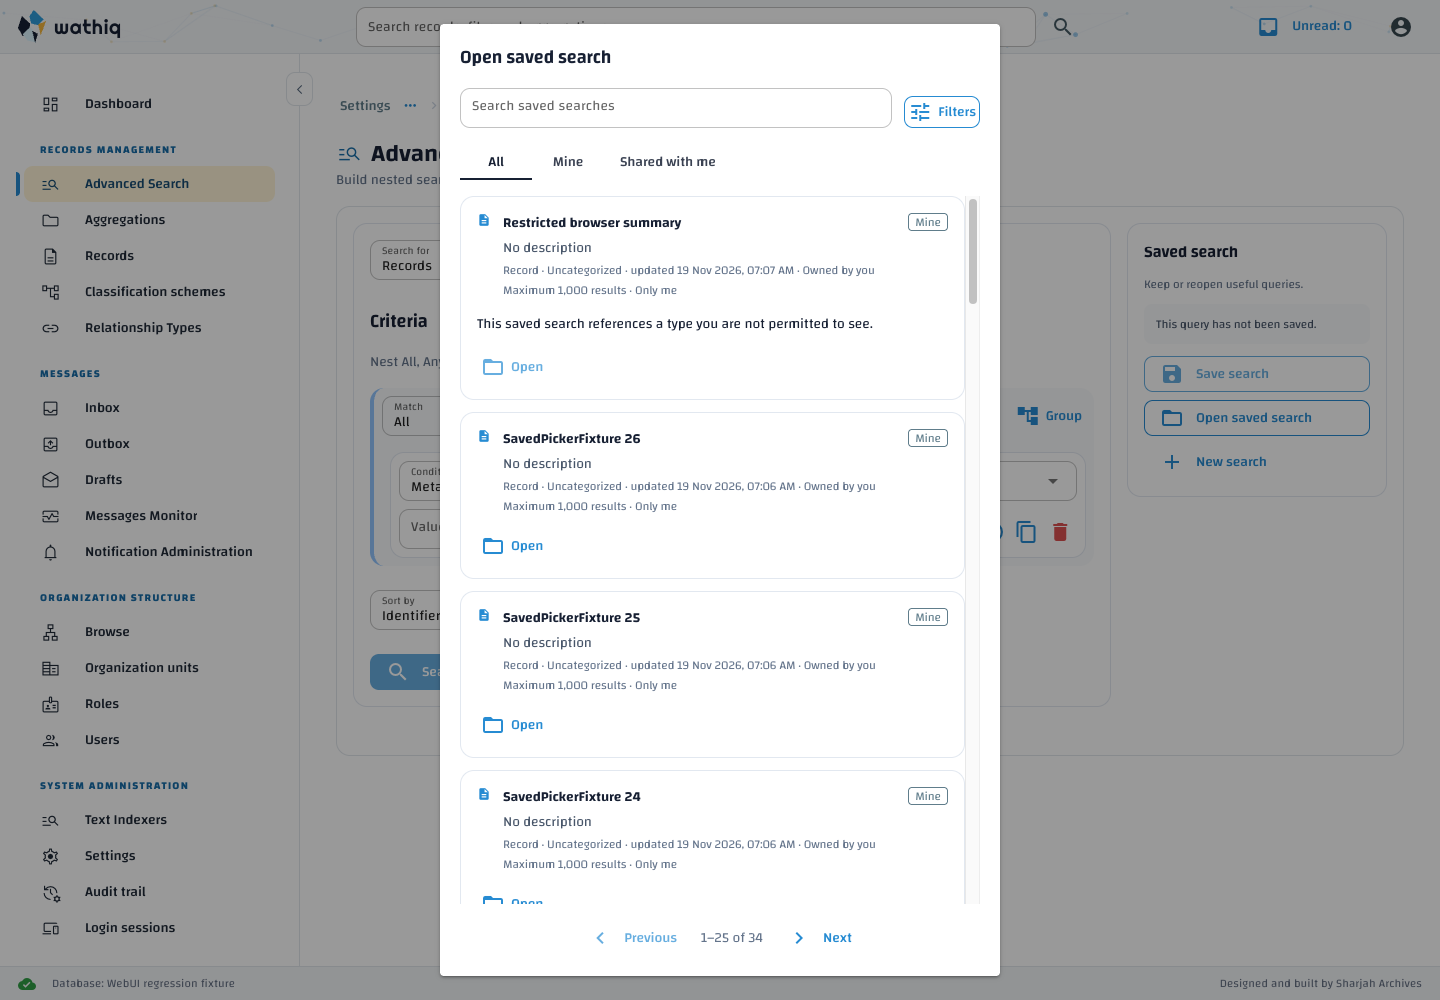 wathiq
Unread: 0
Open saved search
Search saved searches
Filters
All
Mine
Shared with me
Restricted browser summary
Mine
No description
Record · Uncategorized · updated 19 Nov 2026, 07:07 AM · Owned by you
Maximum 1,000 results · Only me
This saved search references a type you are not permitted to see.
Open
SavedPickerFixture 26
Mine
No description
Record · Uncategorized · updated 19 Nov 2026, 07:06 AM · Owned by you
Maximum 1,000 results · Only me
Open
SavedPickerFixture 25
Mine
No description
Record · Uncategorized · updated 19 Nov 2026, 07:06 AM · Owned by you
Maximum 1,000 results · Only me
Open
SavedPickerFixture 24
Mine
No description
Record · Uncategorized · updated 19 Nov 2026, 07:06 AM · Owned by you
Maximum 1,000 results · Only me
Open
Previous
1–25 of 34
Next
Dashboard
RECORDS MANAGEMENT
Advanced Search
Aggregations
Records
Classification schemes
Relationship Types
MESSAGES
Inbox
Outbox
Drafts
Messages Monitor
Notification Administration
ORGANIZATION STRUCTURE
Browse
Organization units
Roles
Users
SYSTEM ADMINISTRATION
Text Indexers
Settings
Audit trail
Login sessions
Settings
Build nested
Search for
Records
Criteria
Nest All,
Match
All
Group
Sort by
Identifier
Saved search
Keep or reopen useful queries.
This query has not been saved.
Save search
Open saved search
New search
Database: WebUI regression fixture
Designed and built by Sharjah Archives